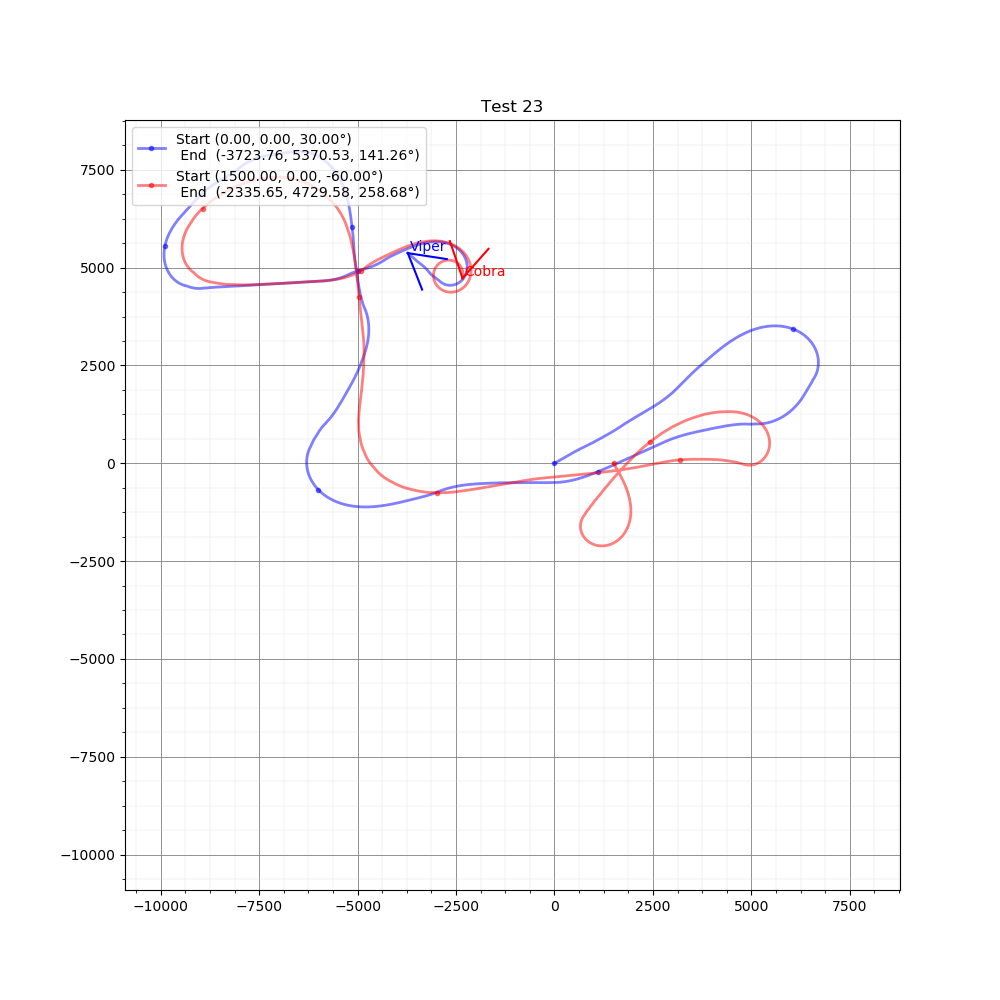 Test 23
Start (0.00, 0.00, 30.00°)
End  (-3723.76, 5370.53, 141.26°)
Start (1500.00, 0.00, -60.00°)
End  (-2335.65, 4729.58, 258.68°)
7500
5000
2500
0
−2500
−5000
−7500
−10000
Viper
Cobra
−10000 −7500 −5000 −2500 0 2500 5000 7500